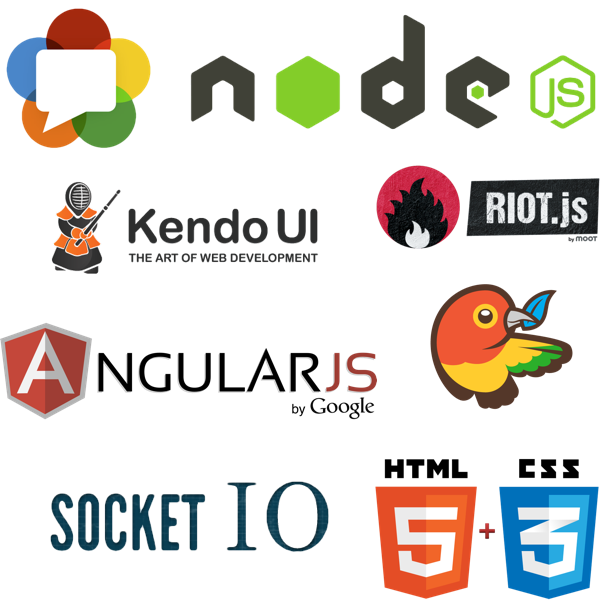 node JS
Kendo UI
THE ART OF WEB DEVELOPMENT
RIOT.js
by MOOT
ANGULARJS
by Google
SOCKET IO
HTML CSS
5 + 3